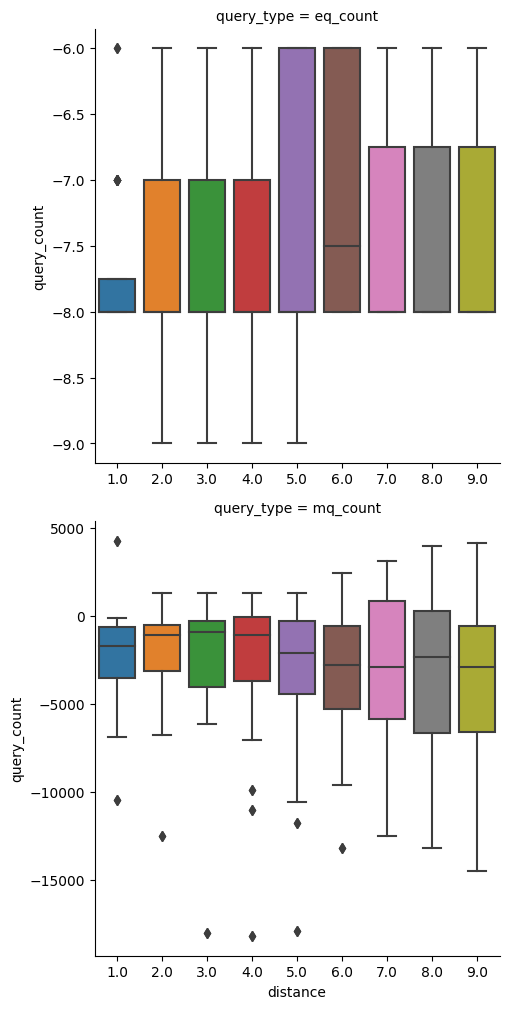 query_type = eq_count
−6.0
−6.5
−7.0
−7.5
−8.0
−8.5
−9.0
query_count
1.0 2.0 3.0 4.0 5.0 6.0 7.0 8.0 9.0
query_type = mq_count
5000
0
−5000
−10000
−15000
query_count
1.0 2.0 3.0 4.0 5.0 6.0 7.0 8.0 9.0
distance